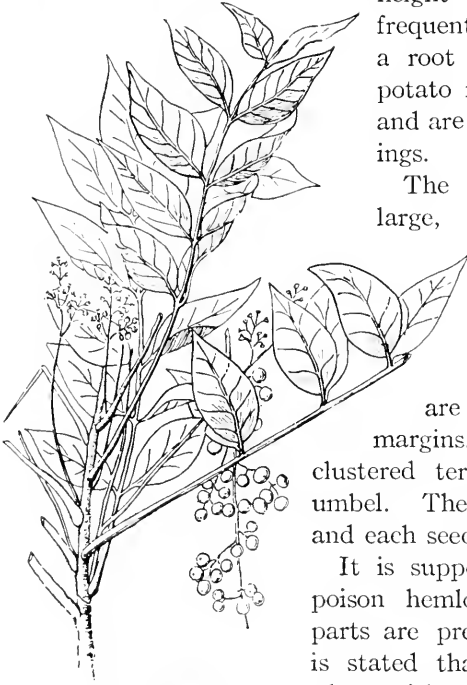 height
frequent
a root
potato
and are
ings.
The
large,
are
margins.
clustered ter
umbel. The
and each seed
It is supp
poison hemlo
parts are pre
is stated tha